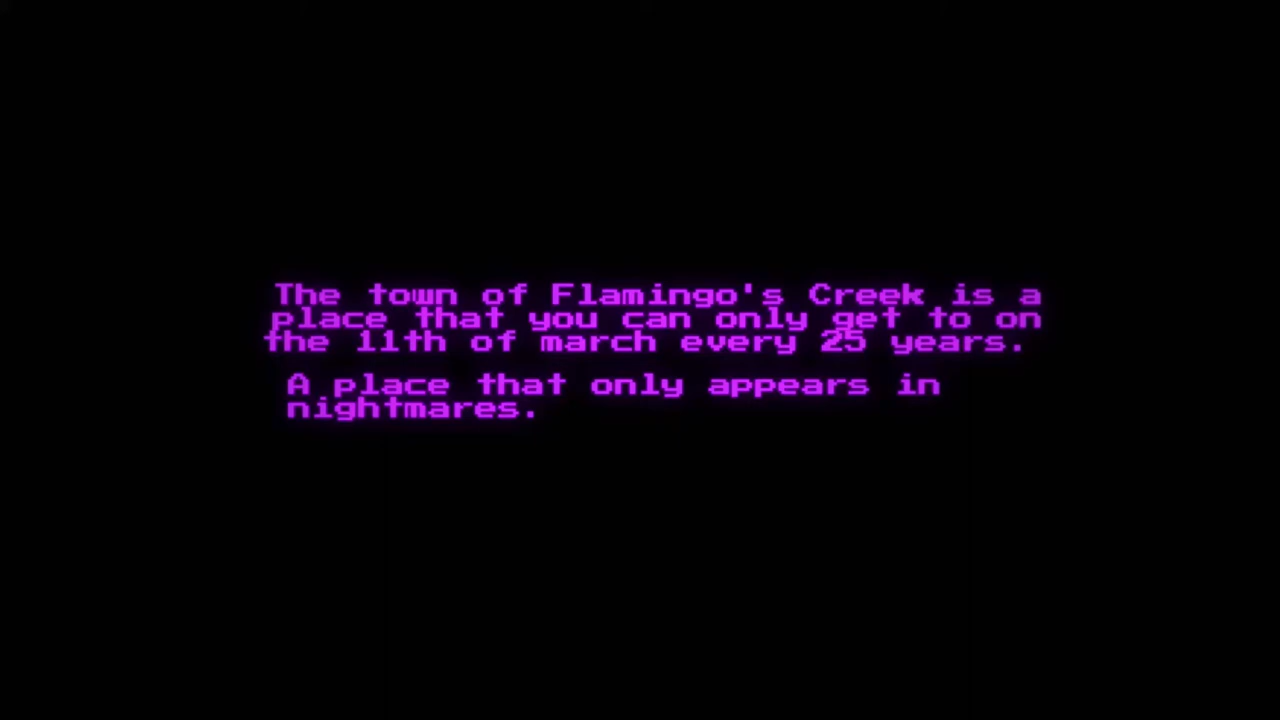 The town of Flamingo's Creek is a
place that you can only get to on
the 11th of march every 25 years.
A place that only appears in
nightmares.